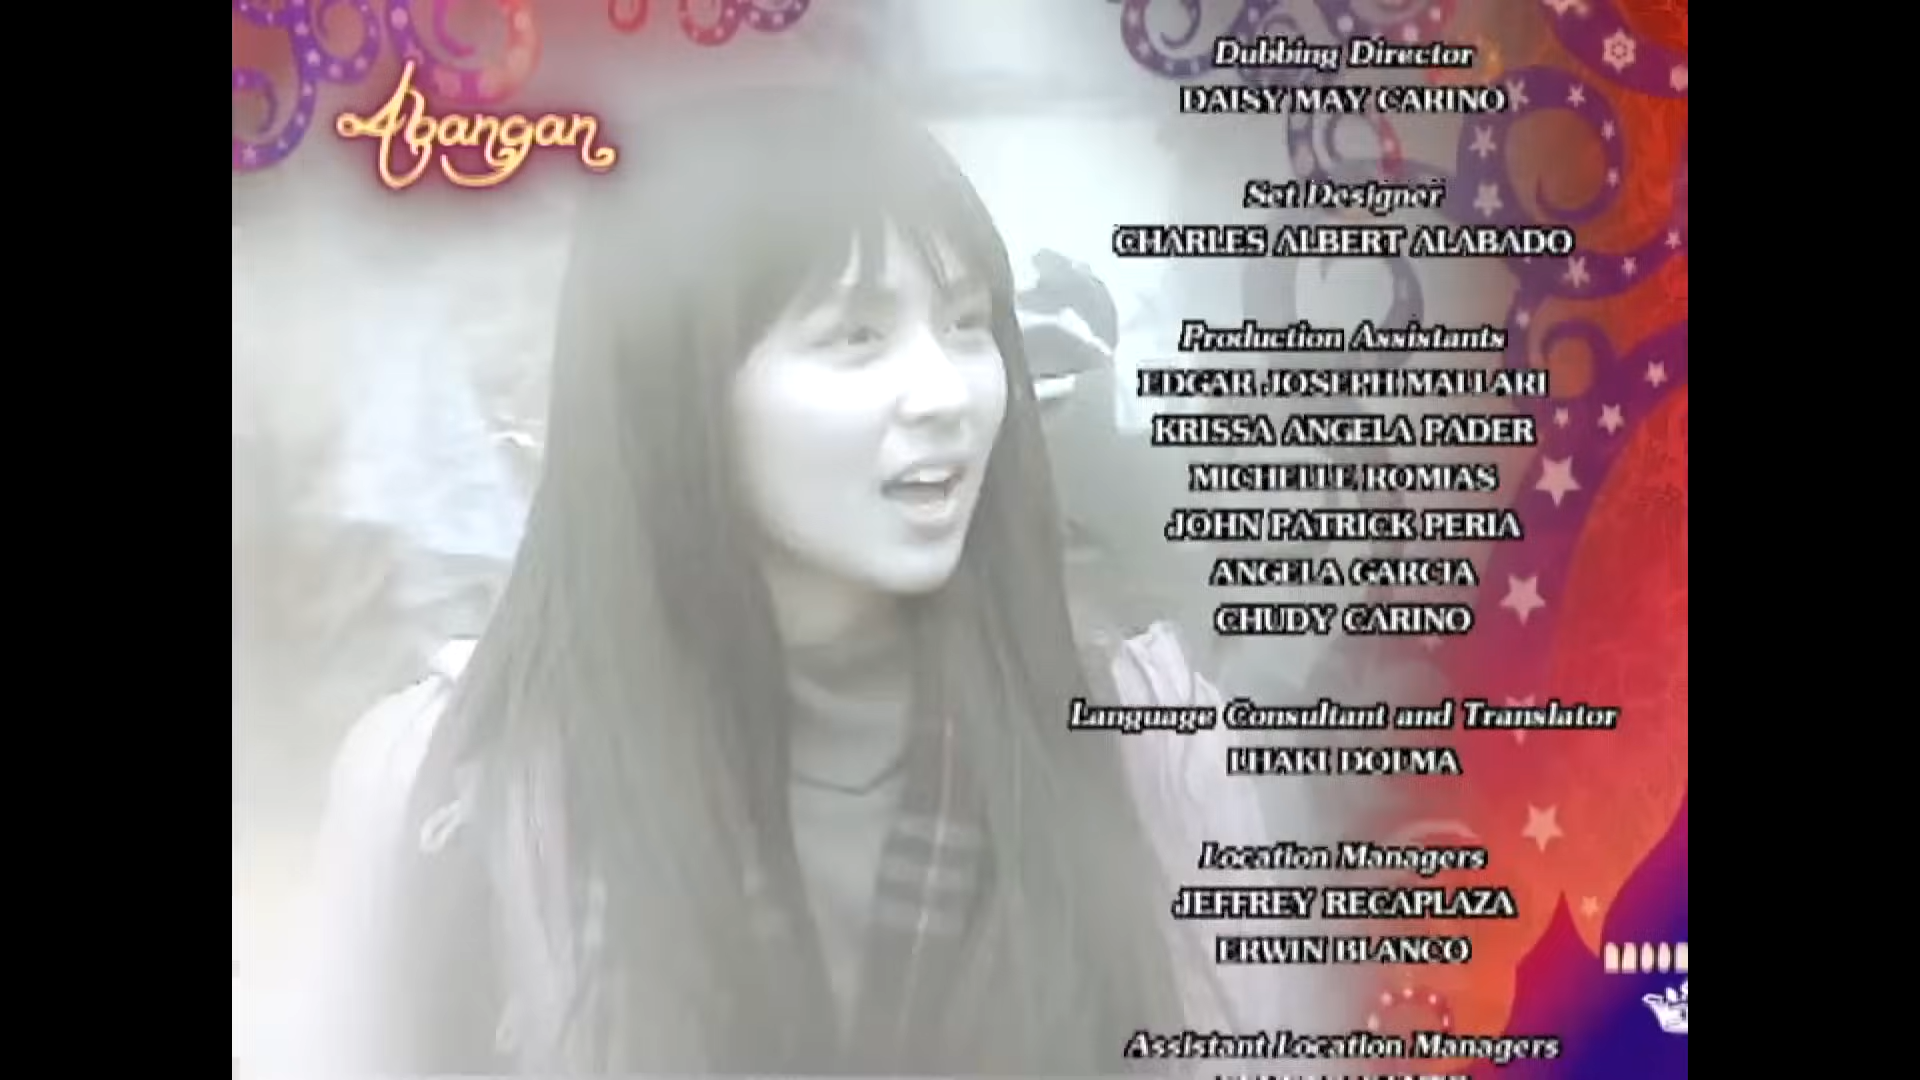 Abangan
Dubbing Director
DAISY MAY CARINO
Set Designer
CHARLES ALBERT ALABADO
Production Assistants
EDGAR JOSEPH MALLARI
KRISSA ANGELA PADER
MICHELLE ROMIAS
JOHN PATRICK PERIA
ANGELA GARCIA
CHUDY CARINO
Language Consultant and Translator
LHAKI DOLMA
Location Managers
JEFFREY RECAPLAZA
ERWIN BLANCO
Assistant Location Managers